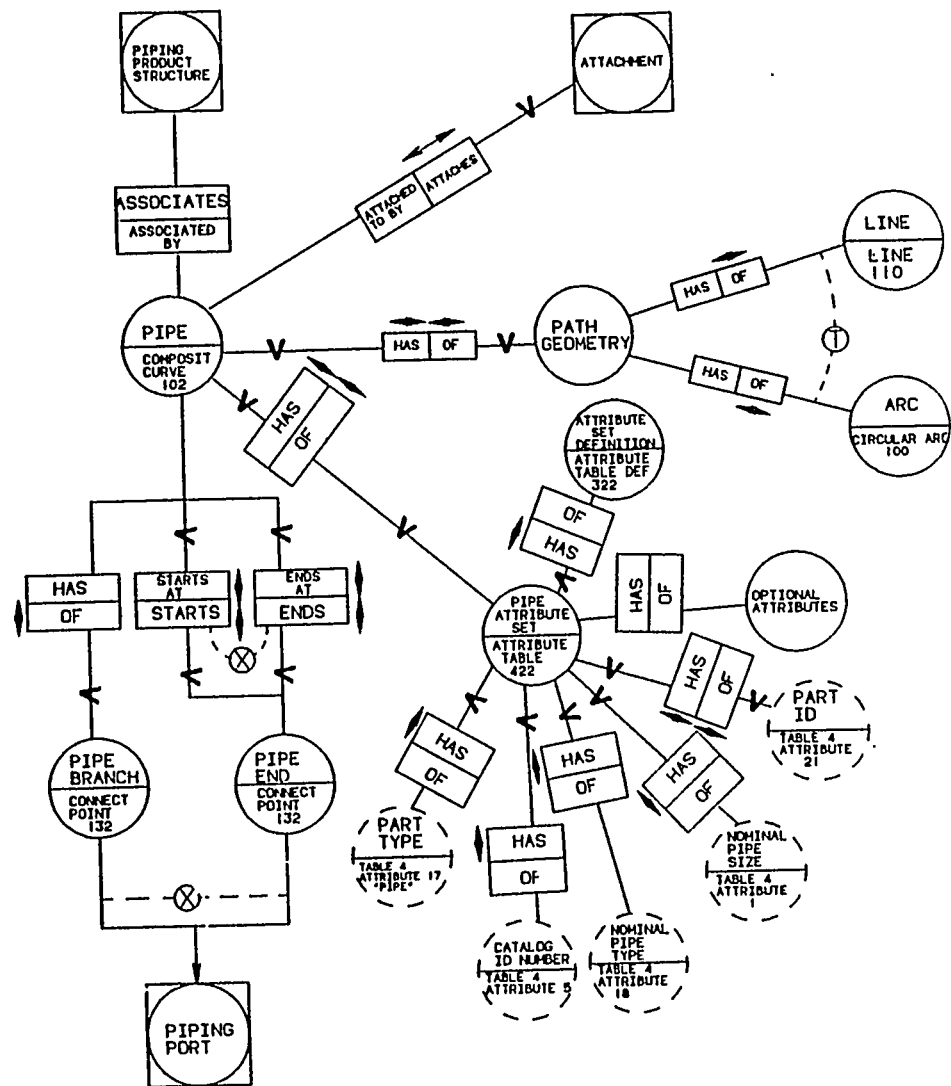 PIPING
PRODUCT
STRUCTURE
ATTACHMENT
ASSOCIATES
ASSOCIATED
BY
ATTACHED
TO BY
ATTACHES
LINE
LINE
110
HAS
OF
PIPE
COMPOSIT
CURVE
102
HAS
OF
PATH
GEOMETRY
T
HAS
OF
ARC
CIRCULAR ARC
100
HAS
OF
ATTRIBUTE
SET
DEFINITION
ATTRIBUTE
TABLE DEF
322
OF
HAS
HAS
OF
STARTS
AT
STARTS
ENDS
AT
ENDS
X
PIPE
ATTRIBUTE
SET
ATTRIBUTE
TABLE
422
HAS
OF
OPTIONAL
ATTRIBUTES
HAS
OF
PART
ID
TABLE 4
ATTRIBUTE
21
PIPE
BRANCH
CONNECT
POINT
132
PIPE
END
CONNECT
POINT
132
HAS
OF
HAS
OF
HAS
OF
HAS
OF
PART
TYPE
TABLE 4
ATTRIBUTE 17
"PIPE"
NOMINAL
PIPE
SIZE
TABLE 4
ATTRIBUTE
1
X
CATALOG
ID NUMBER
TABLE 4
ATTRIBUTE 5
NOMINAL
PIPE
TYPE
TABLE 4
ATTRIBUTE
18
PIPING
PORT